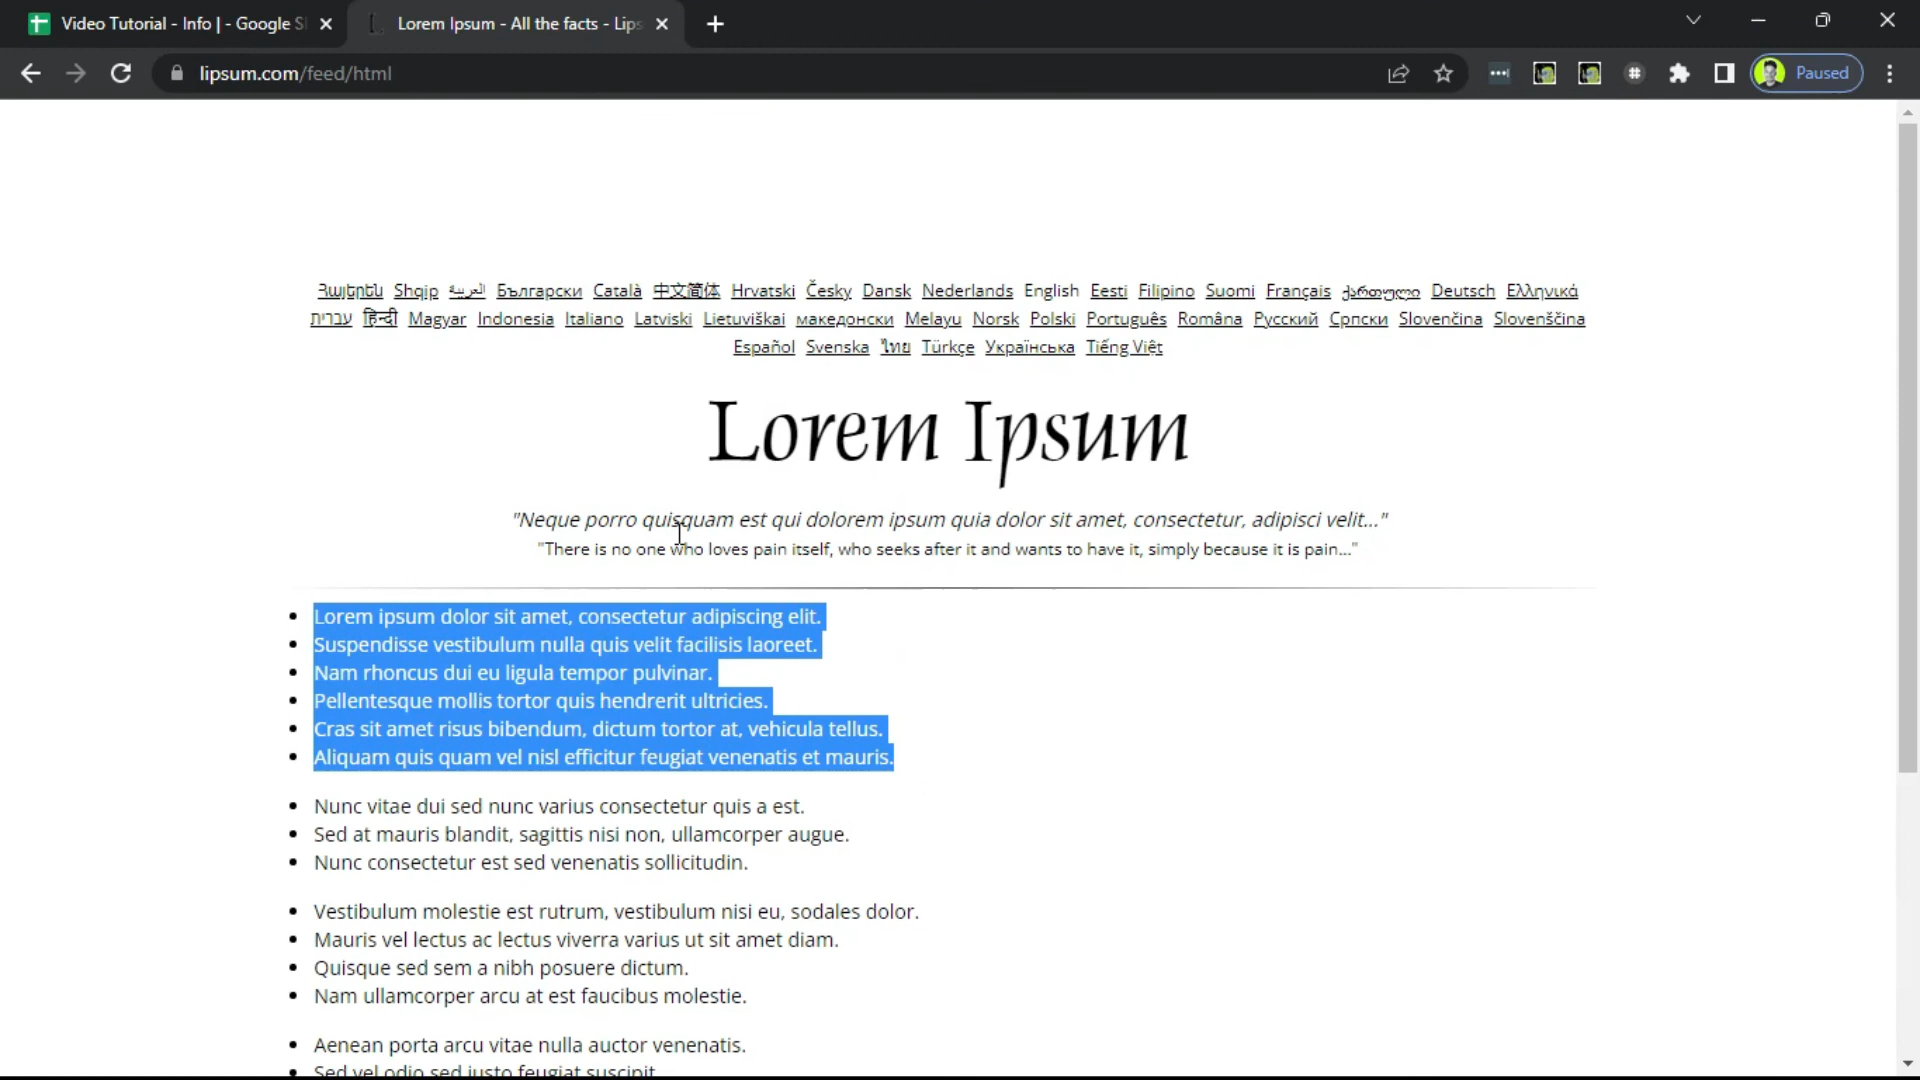 Video Tutorial - Info | - Google S
Lorem Ipsum - All the facts - Lips
lipsum.com/feed/html
Paused
Հայերեն Shqip العربية Български Català 中文简体 Hrvatski Česky Dansk Nederlands English Eesti Filipino Suomi Français ქართული Deutsch Ελληνικά
עברית हिन्दी Magyar Indonesia Italiano Latviski Lietuviškai македонски Melayu Norsk Polski Português Româna Русский Српски Slovenčina Slovenščina
Español Svenska ไทย Türkçe Українська Tiếng Việt
Lorem Ipsum
"Neque porro quisquam est qui dolorem ipsum quia dolor sit amet, consectetur, adipisci velit..."
"There is no one who loves pain itself, who seeks after it and wants to have it, simply because it is pain..."
Lorem ipsum dolor sit amet, consectetur adipiscing elit.
Suspendisse vestibulum nulla quis velit facilisis laoreet.
Nam rhoncus dui eu ligula tempor pulvinar.
Pellentesque mollis tortor quis hendrerit ultricies.
Cras sit amet risus bibendum, dictum tortor at, vehicula tellus.
Aliquam quis quam vel nisl efficitur feugiat venenatis et mauris.
Nunc vitae dui sed nunc varius consectetur quis a est.
Sed at mauris blandit, sagittis nisi non, ullamcorper augue.
Nunc consectetur est sed venenatis sollicitudin.
Vestibulum molestie est rutrum, vestibulum nisi eu, sodales dolor.
Mauris vel lectus ac lectus viverra varius ut sit amet diam.
Quisque sed sem a nibh posuere dictum.
Nam ullamcorper arcu at est faucibus molestie.
Aenean porta arcu vitae nulla auctor venenatis.
Sed vel odio sed justo feugiat suscipit